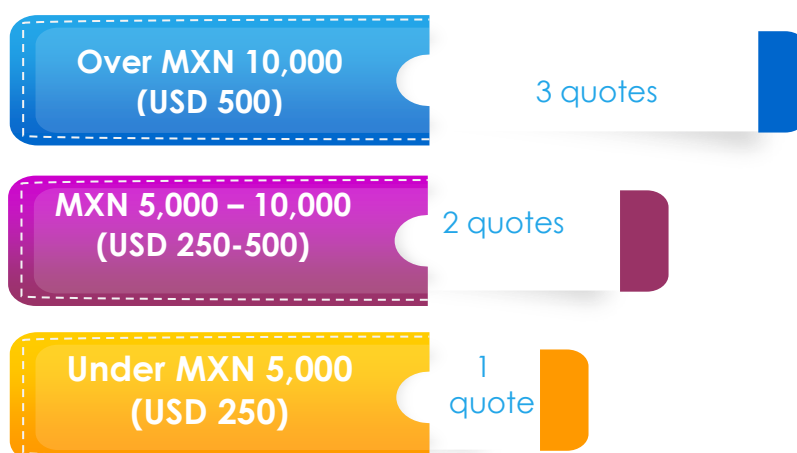 Over MXN 10,000
(USD 500)
3 quotes
MXN 5,000 – 10,000
(USD 250-500)
2 quotes
Under MXN 5,000
(USD 250)
1
quote